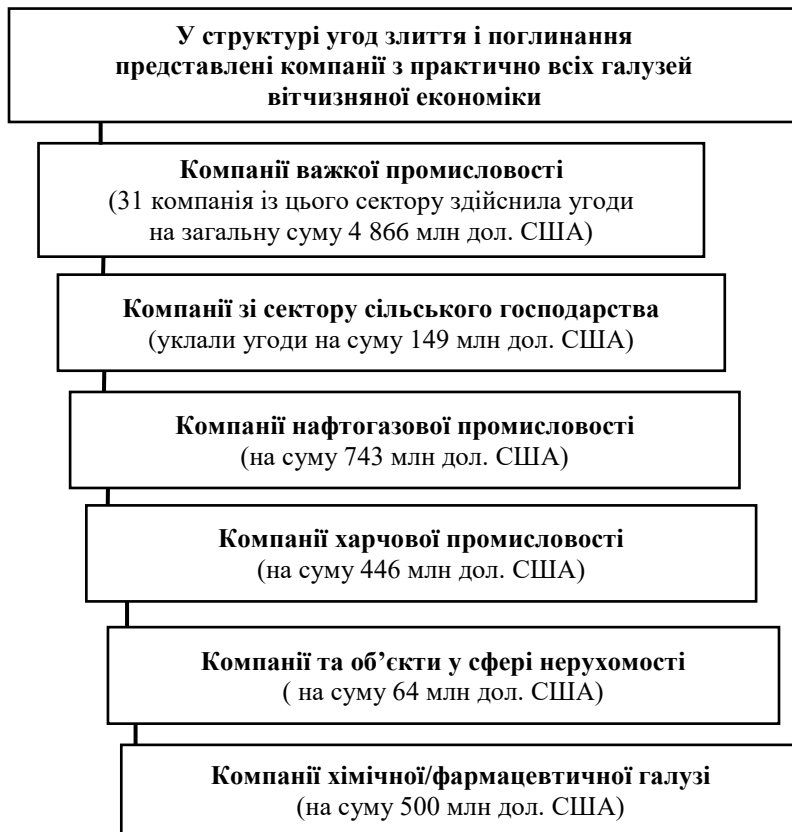 У структурі угод злиття і поглинання
представлені компанії з практично всіх галузей
вітчизняної економіки
Компанії важкої промисловості
(31 компанія із цього сектору здійснила угоди
на загальну суму 4 866 млн дол. США)
Компанії зі сектору сільського господарства
(уклали угоди на суму 149 млн дол. США)
Компанії нафтогазової промисловості
(на суму 743 млн дол. США)
Компанії харчової промисловості
(на суму 446 млн дол. США)
Компанії та об’єкти у сфері нерухомості
( на суму 64 млн дол. США)
Компанії хімічної/фармацевтичної галузі
(на суму 500 млн дол. США)